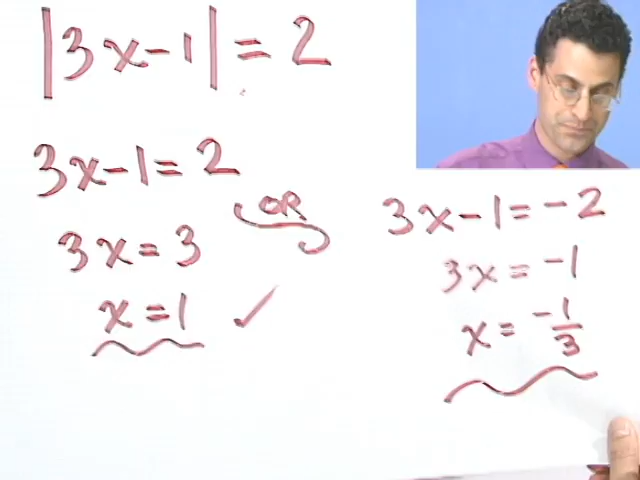 |3x-1| = 2
3x-1=2
3x=3
x=1 ✓
OR
3x-1=-2
3x=-1
x=-1/3